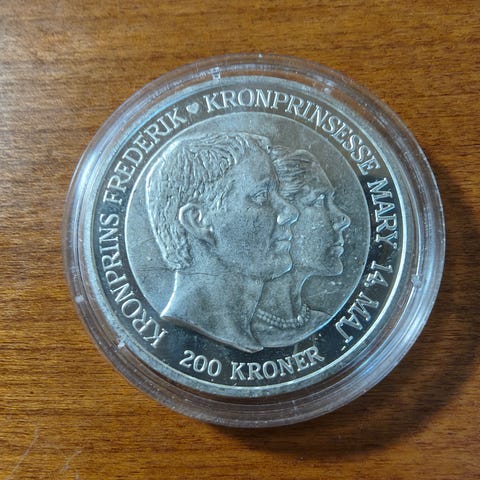 KRONPRINS FREDERIK ♥ KRONPRINSESSE MARY 14. MAJ
200 KRONER